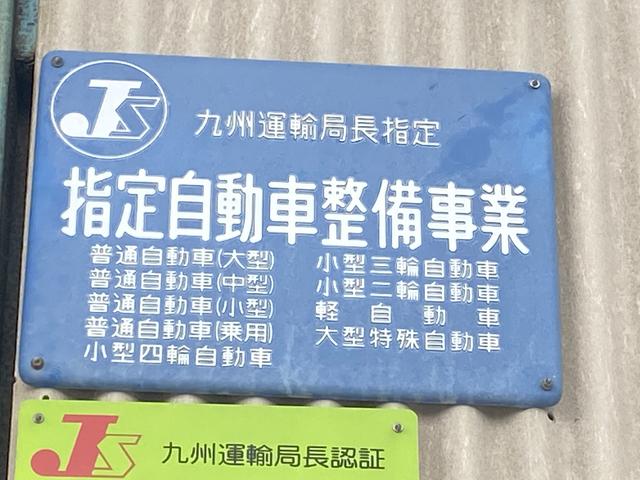 JS
九州運輸局長指定
指定自動車整備事業
普通自動車(大型)
普通自動車(中型)
普通自動車(小型)
普通自動車(乗用)
小型四輪自動車
小型三輪自動車
小型二輪自動車
軽自動車
大型特殊自動車
JS
九州運輸局長認証